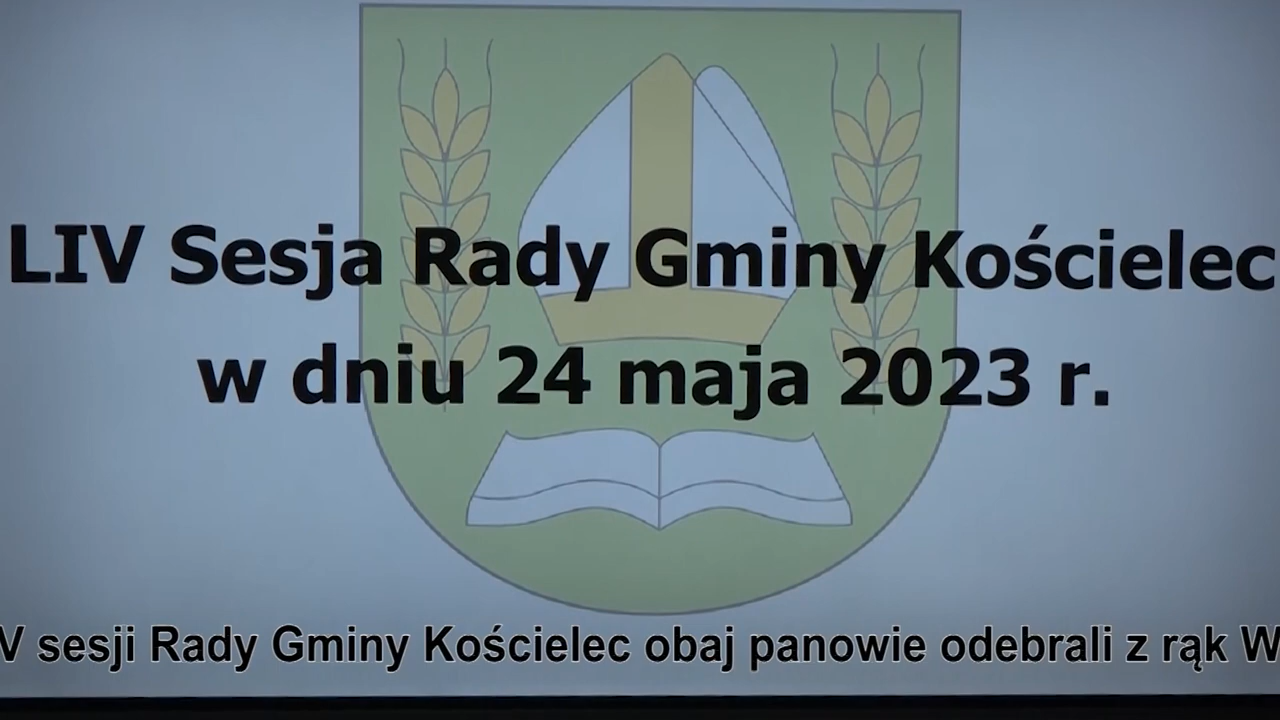 LIV Sesja Rady Gminy Kościelec
w dniu 24 maja 2023 r.
V sesji Rady Gminy Kościelec obaj panowie odebrali z rąk W